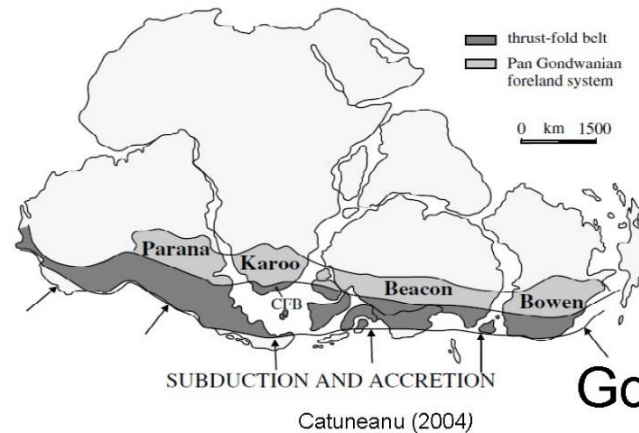 thrust-fold belt
Pan Gondwanian
foreland system
0 km 1500
Parana
Karoo
Beacon
Bowen
CFB
SUBDUCTION AND ACCRETION
Go
Catuneanu (2004)